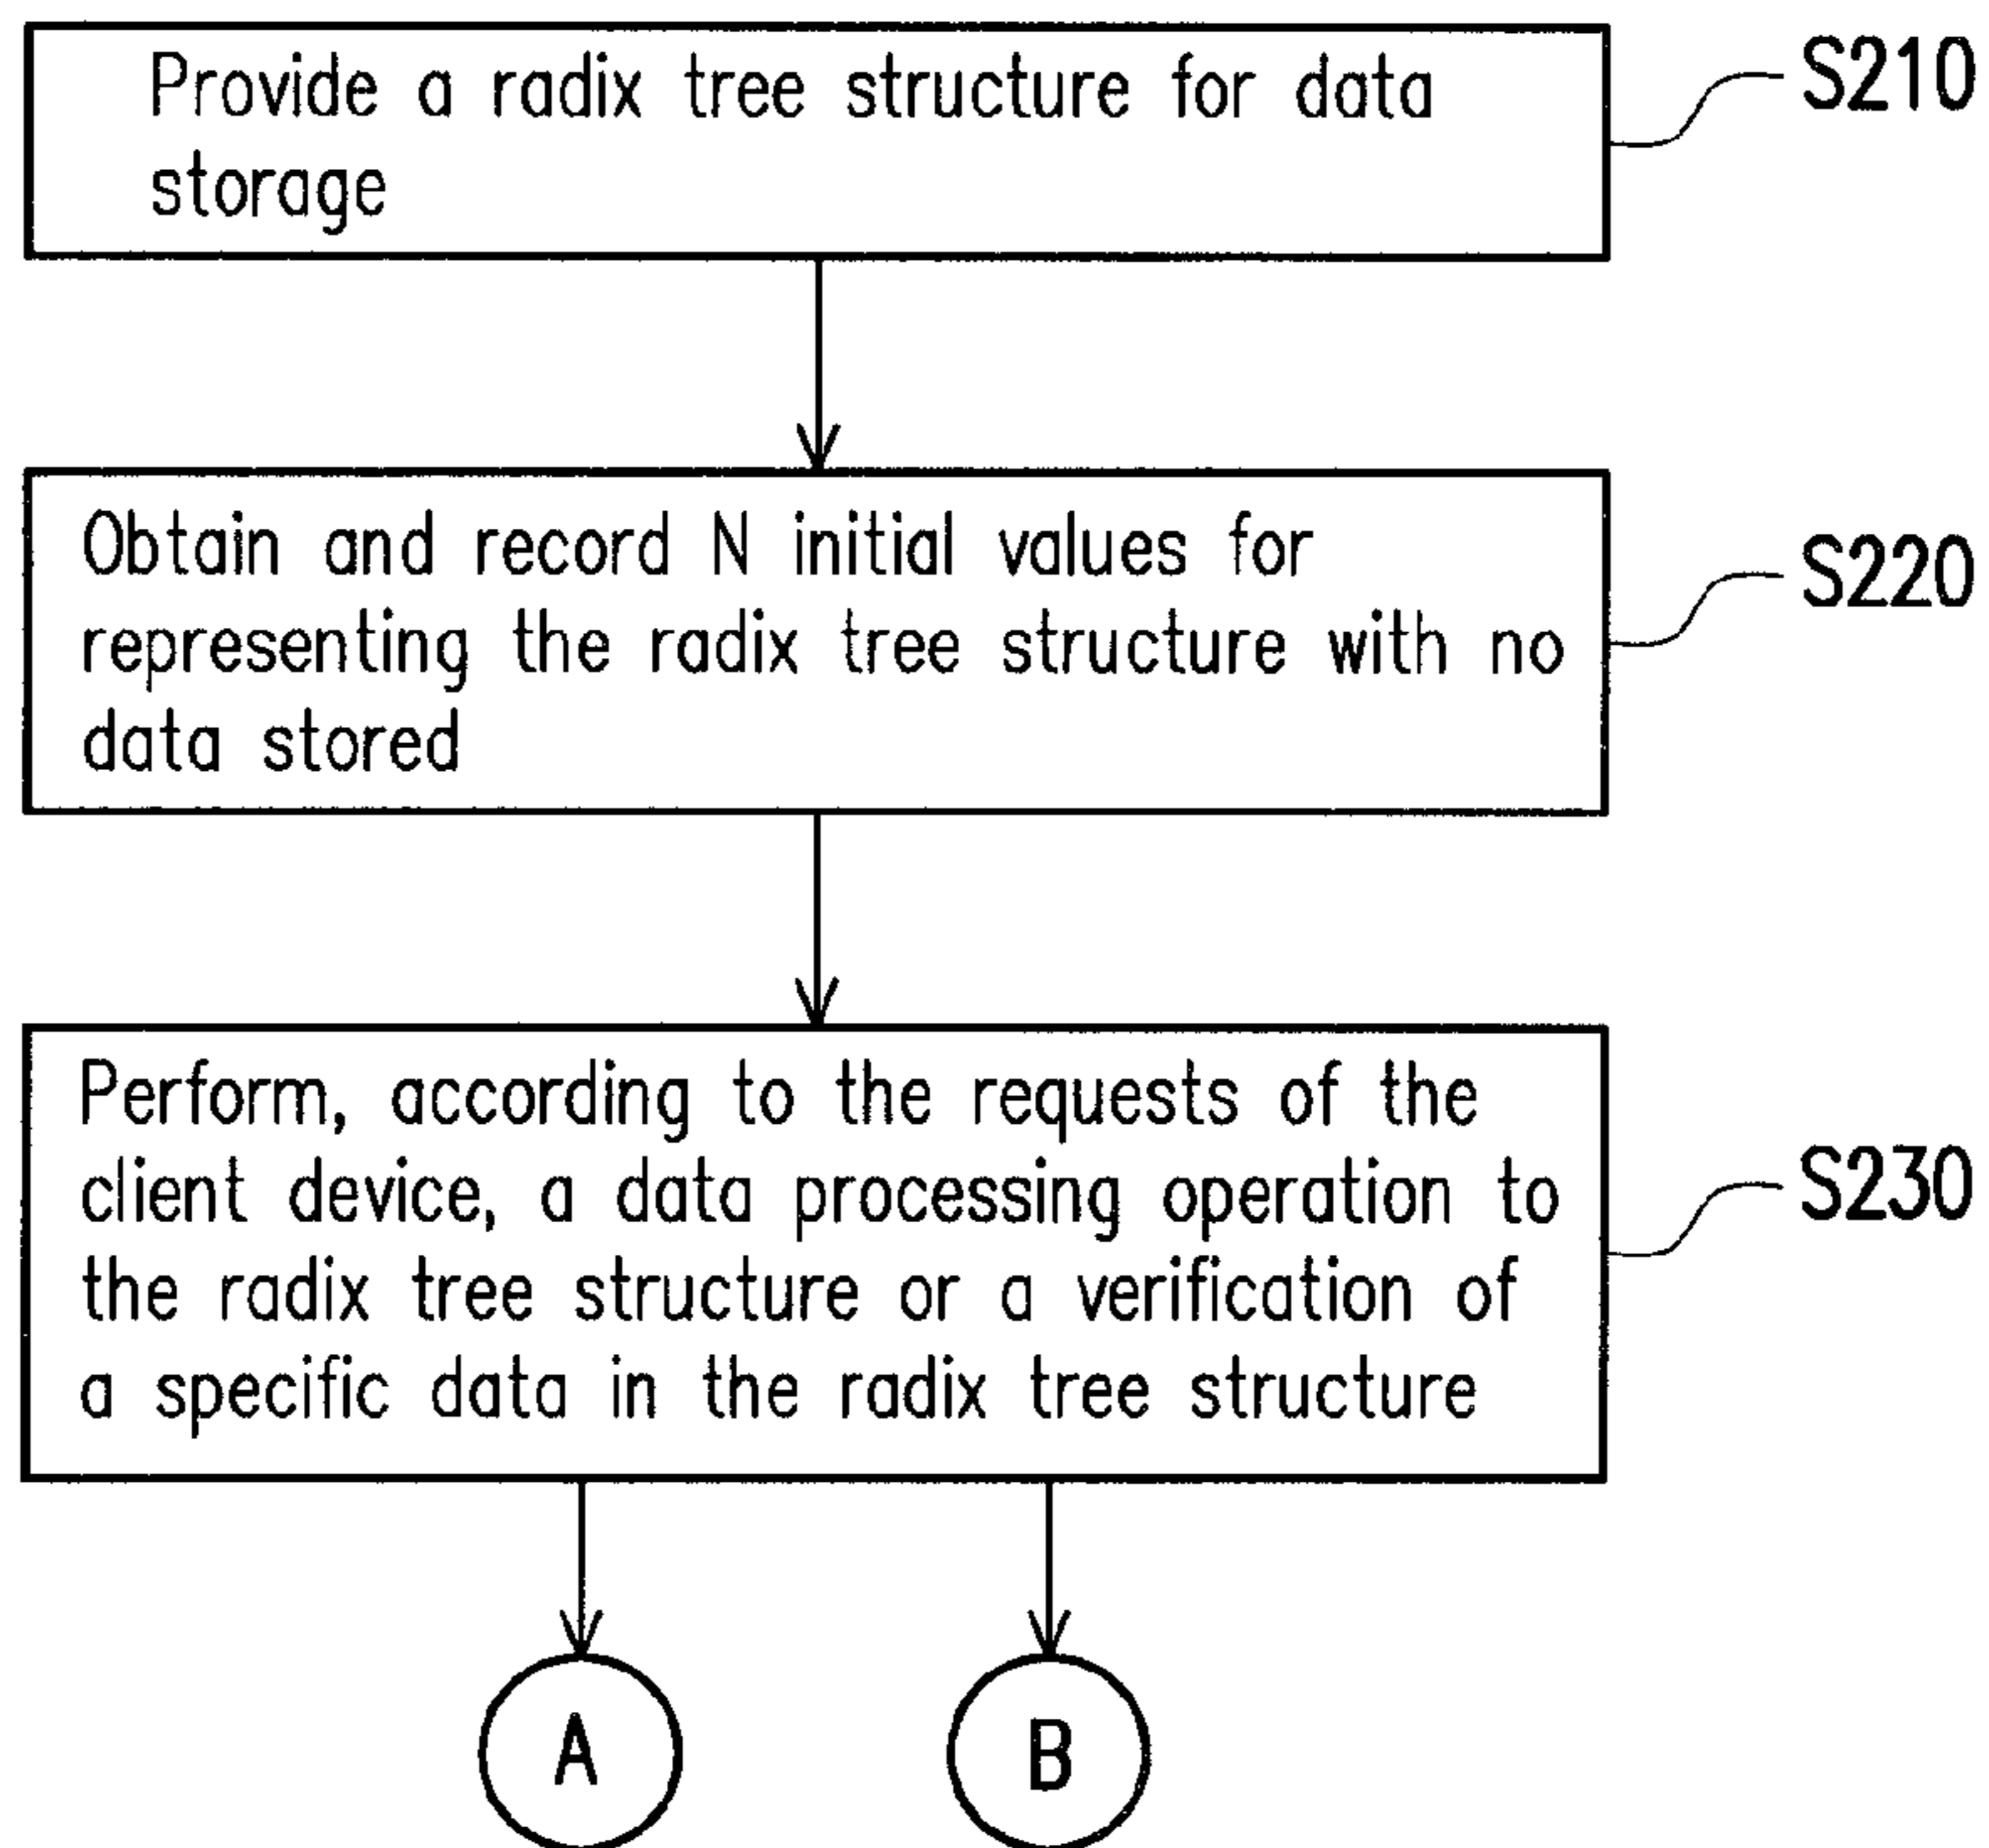 Provide a radix tree structure for data
storage
S210
Obtain and record N initial values for
representing the radix tree structure with no
data stored
S220
Perform, according to the requests of the
client device, a data processing operation to
the radix tree structure or a verification of
a specific data in the radix tree structure
S230
A
B